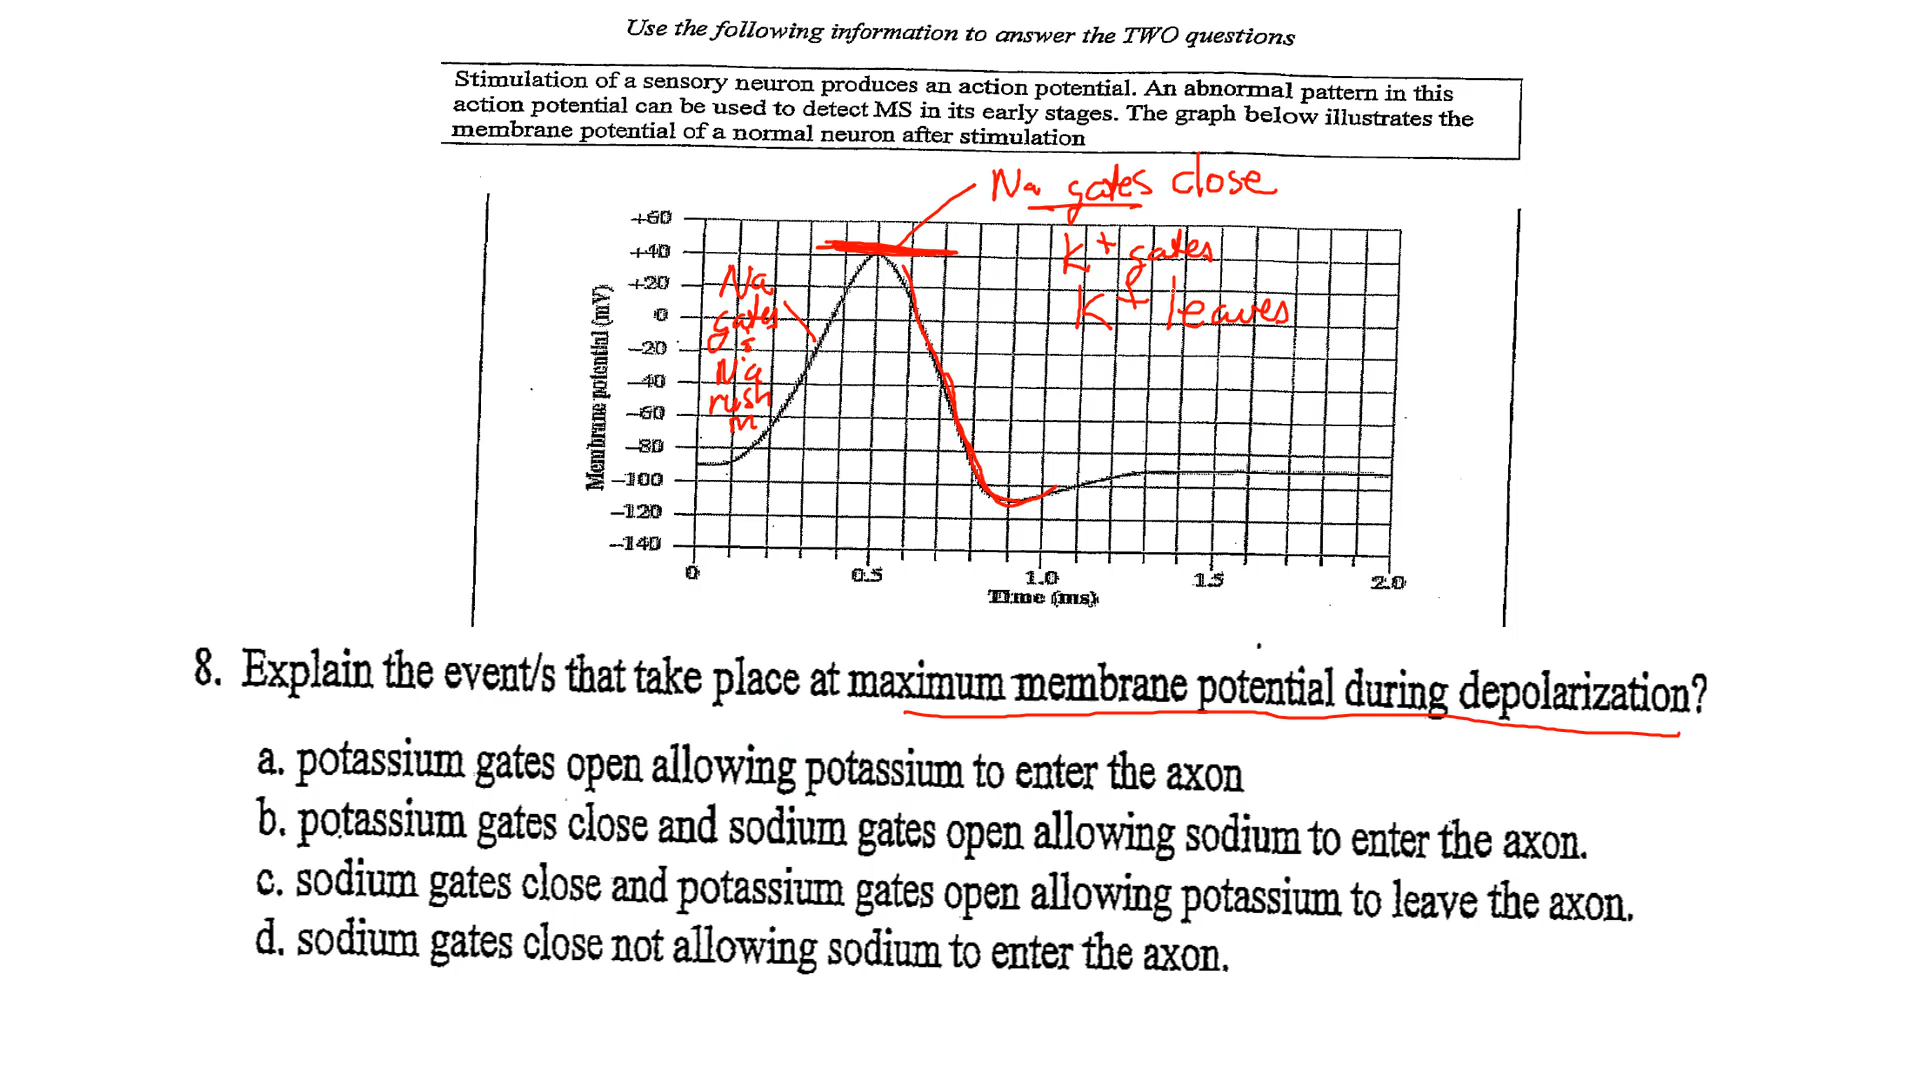 Use the following information to answer the TWO questions
Stimulation of a sensory neuron produces an action potential. An abnormal pattern in this
action potential can be used to detect MS in its early stages. The graph below illustrates the
membrane potential of a normal neuron after stimulation
Na gates close
K+ gates
K+ leaves
Na
gates
&
Na
rush
in
Membrane potential (mV)
+60
+40
+20
0
−20
−40
−60
−80
−100
−120
−140
0 0.5 1.0 1.5 2.0
Time (ms)
8. Explain the event/s that take place at maximum membrane potential during depolarization?
a. potassium gates open allowing potassium to enter the axon
b. potassium gates close and sodium gates open allowing sodium to enter the axon.
c. sodium gates close and potassium gates open allowing potassium to leave the axon.
d. sodium gates close not allowing sodium to enter the axon.